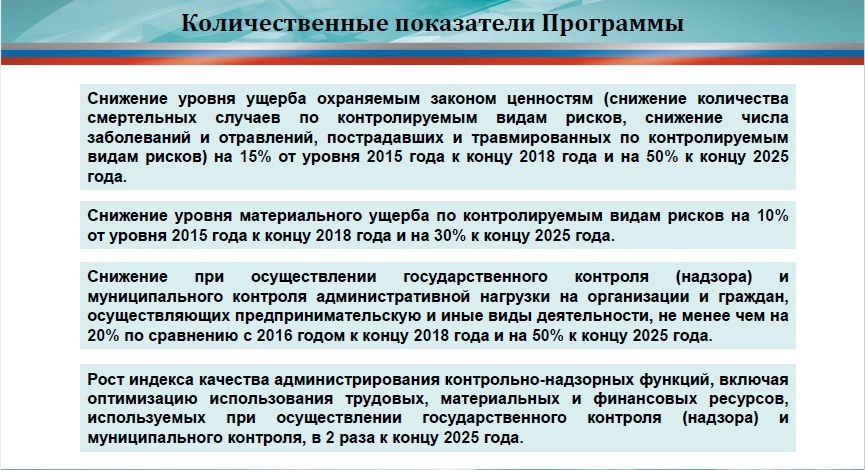 Количественные показатели Программы
Снижение уровня ущерба охраняемым законом ценностям (снижение количества
смертельных случаев по контролируемым видам рисков, снижение числа
заболеваний и отравлений, пострадавших и травмированных по контролируемым
видам рисков) на 15% от уровня 2015 года к концу 2018 года и на 50% к концу 2025
года.
Снижение уровня материального ущерба по контролируемым видам рисков на 10%
от уровня 2015 года к концу 2018 года и на 30% к концу 2025 года.
Снижение при осуществлении государственного контроля (надзора) и
муниципального контроля административной нагрузки на организации и граждан,
осуществляющих предпринимательскую и иные виды деятельности, не менее чем на
20% по сравнению с 2016 годом к концу 2018 года и на 50% к концу 2025 года.
Рост индекса качества администрирования контрольно-надзорных функций, включая
оптимизацию использования трудовых, материальных и финансовых ресурсов,
используемых при осуществлении государственного контроля (надзора) и
муниципального контроля, в 2 раза к концу 2025 года.